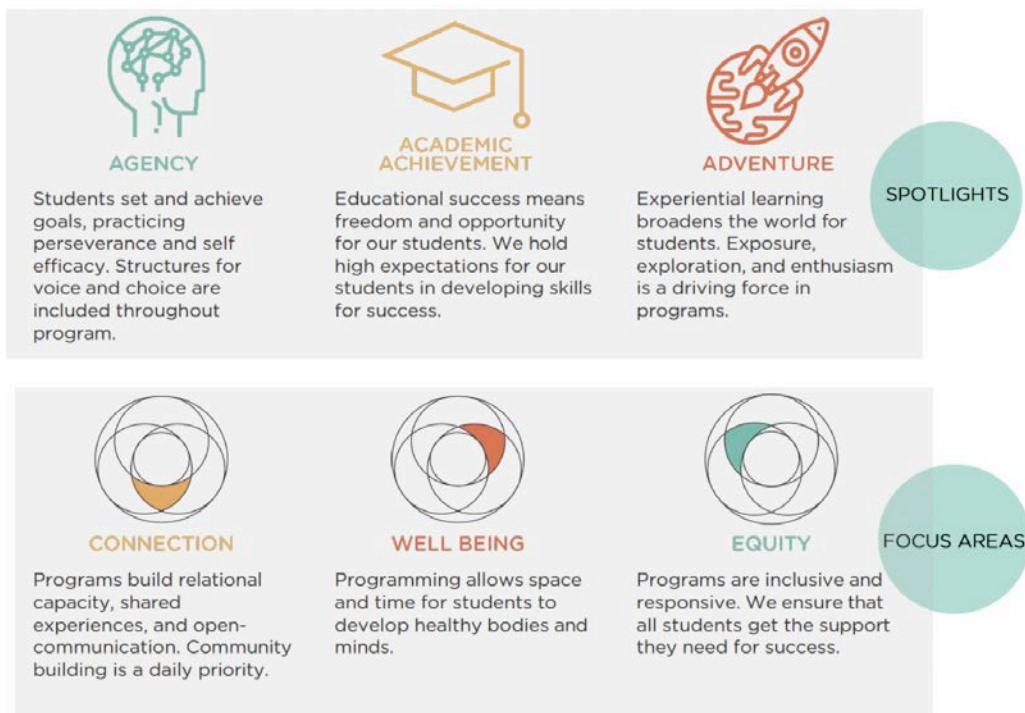 AGENCY
Students set and achieve
goals, practicing
perseverance and self
efficacy. Structures for
voice and choice are
included throughout
program.
ACADEMIC
ACHIEVEMENT
Educational success means
freedom and opportunity
for our students. We hold
high expectations for our
students in developing skills
for success.
ADVENTURE
Experiential learning
broadens the world for
students. Exposure,
exploration, and enthusiasm
is a driving force in
programs.
SPOTLIGHTS
CONNECTION
Programs build relational
capacity, shared
experiences, and open-
communication. Community
building is a daily priority.
WELL BEING
Programming allows space
and time for students to
develop healthy bodies and
minds.
EQUITY
Programs are inclusive and
responsive. We ensure that
all students get the support
they need for success.
FOCUS AREAS